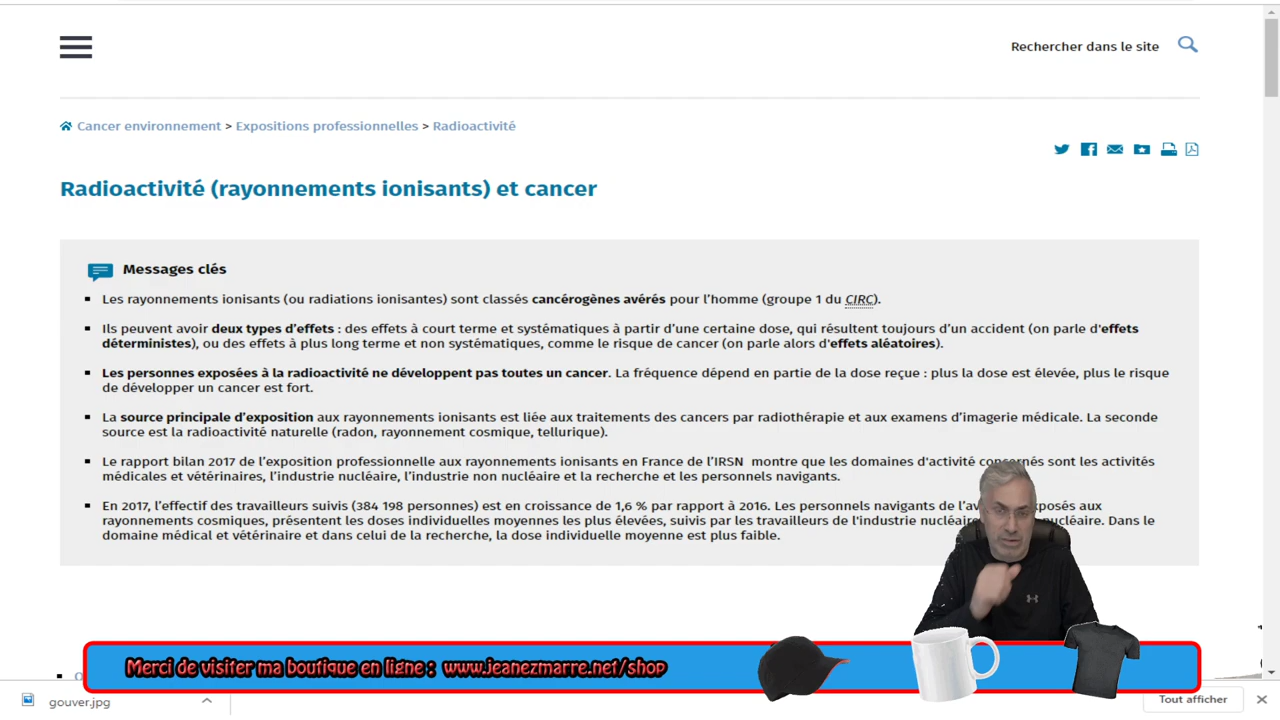 Rechercher dans le site
Cancer environnement > Expositions professionnelles > Radioactivité
Radioactivité (rayonnements ionisants) et cancer
Messages clés
Les rayonnements ionisants (ou radiations ionisantes) sont classés cancérogènes avérés pour l'homme (groupe 1 du CIRC).
Ils peuvent avoir deux types d'effets : des effets à court terme et systématiques à partir d'une certaine dose, qui résultent toujours d'un accident (on parle d'effets
déterministes), ou des effets à plus long terme et non systématiques, comme le risque de cancer (on parle alors d'effets aléatoires).
Les personnes exposées à la radioactivité ne développent pas toutes un cancer. La fréquence dépend en partie de la dose reçue : plus la dose est élevée, plus le risque
de développer un cancer est fort.
La source principale d'exposition aux rayonnements ionisants est liée aux traitements des cancers par radiothérapie et aux examens d'imagerie médicale. La seconde
source est la radioactivité naturelle (radon, rayonnement cosmique, tellurique).
Le rapport bilan 2017 de l'exposition professionnelle aux rayonnements ionisants en France de l'IRSN montre que les domaines d'activité concernés sont les activités
médicales et vétérinaires, l'industrie nucléaire, l'industrie non nucléaire et la recherche et les personnels navigants.
En 2017, l'effectif des travailleurs suivis (384 198 personnes) est en croissance de 1,6 % par rapport à 2016. Les personnels navigants de exposés aux
rayonnements cosmiques, présentent les doses individuelles moyennes les plus élevées, suivis par les travailleurs de l'industrie nucléaire. Dans le
domaine médical et vétérinaire et dans celui de la recherche, la dose individuelle moyenne est plus faible.
Merci de visiter ma boutique en ligne : www.jeanezmarre.net/shop
gouver.jpg
Tout afficher